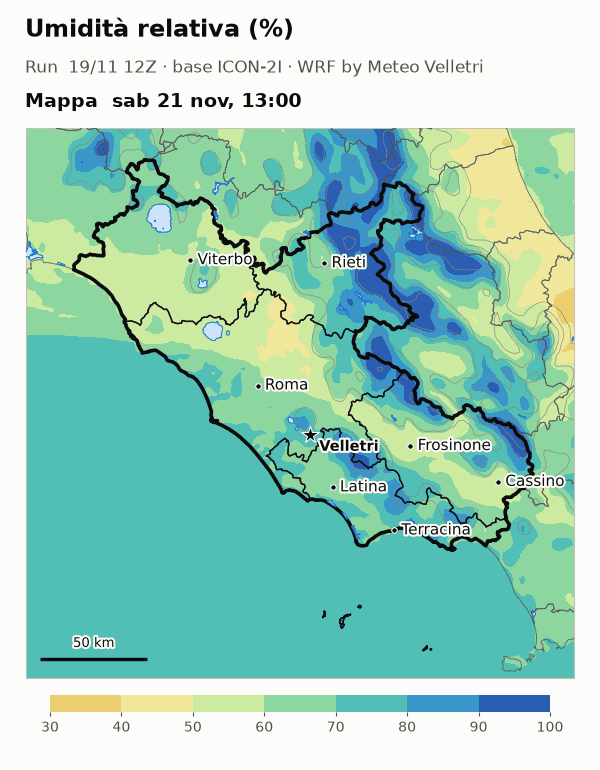 Umidità relativa (%)
Run  19/11 12Z · base ICON-2I · WRF by Meteo Velletri
Mappa  sab 21 nov, 13:00
Viterbo
Rieti
Roma
Velletri
Frosinone
Cassino
Latina
Terracina
50 km
30 40 50 60 70 80 90 100